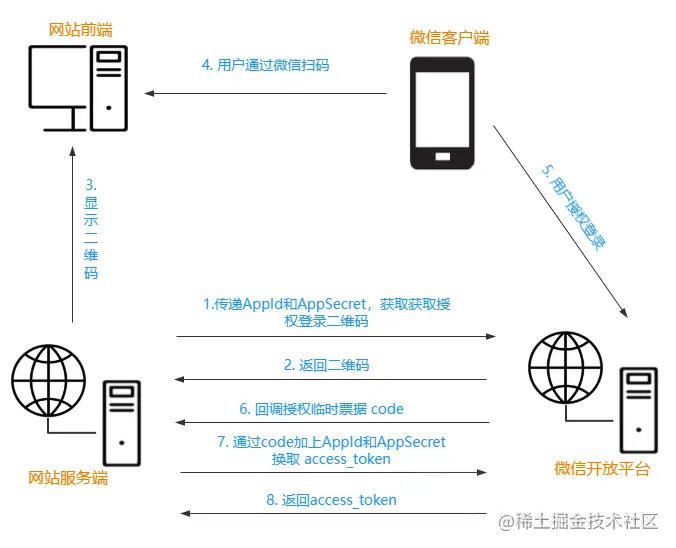 网站前端
微信客户端
4. 用户通过微信扫码
3.
显
示
二
维
码
5. 用户授权登录
1.传递AppId和AppSecret，获取获取授
权登录二维码
2. 返回二维码
6. 回调授权临时票据 code
7. 通过code加上AppId和AppSecret
换取 access_token
8. 返回access_token
网站服务端
微信开放平台
@稀土掘金技术社区